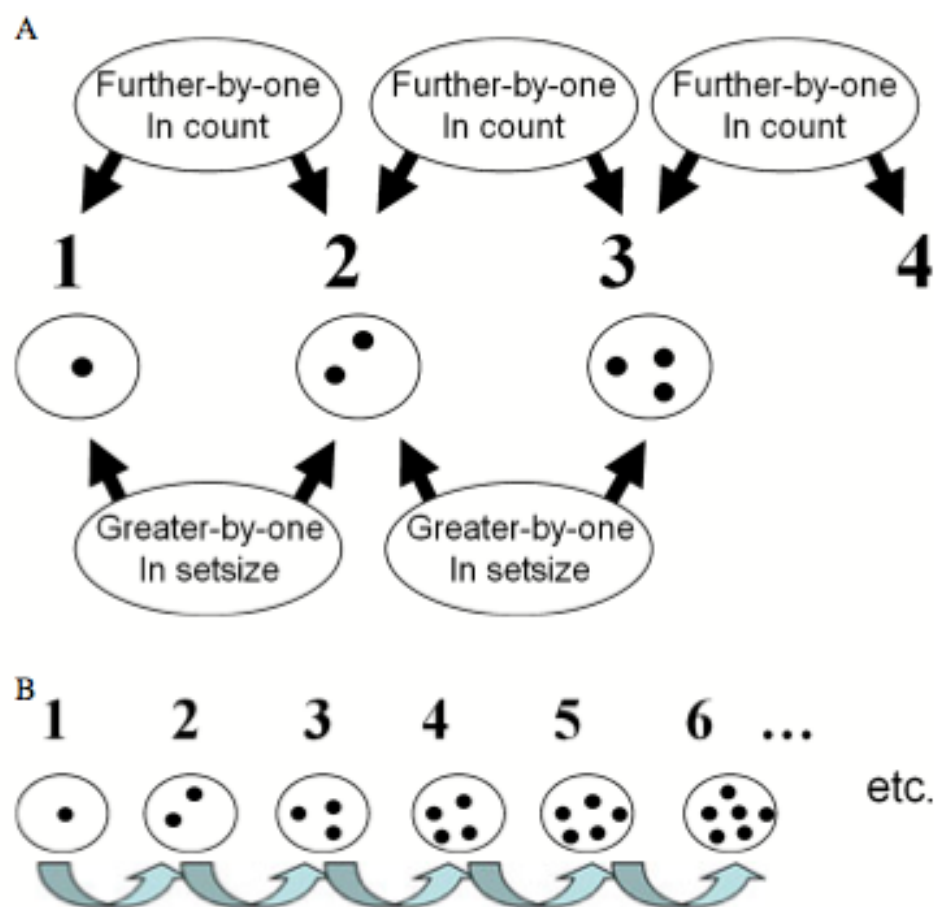 A
Further-by-one Further-by-one Further-by-one
In count In count In count
1 2 3 4
Greater-by-one Greater-by-one
In setsize In setsize
B
1 2 3 4 5 6 ...
etc.